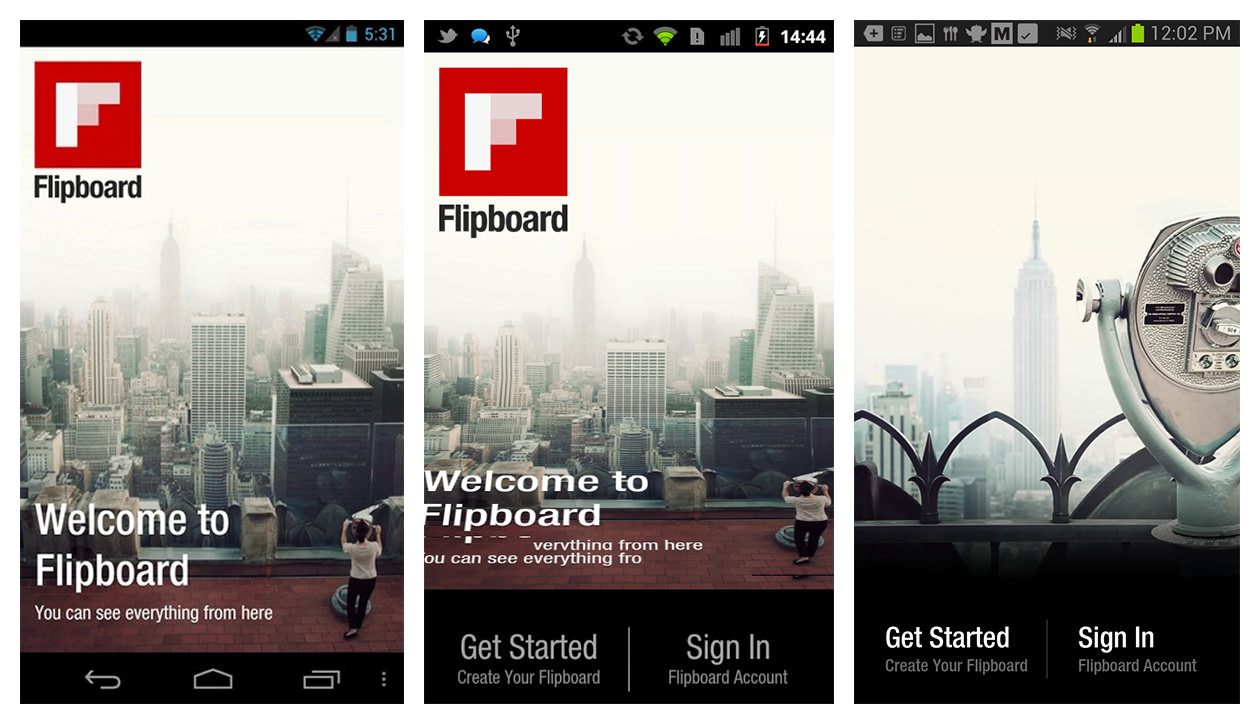 5:31
Flipboard
Welcome to
Flipboard
You can see everything from here
14:44
Flipboard
Welcome to
Flipboard
verything from here
ou can see everything fro
Get Started
Create Your Flipboard
Sign In
Flipboard Account
12:02 PM
M
50¢
Get Started
Create Your Flipboard
Sign In
Flipboard Account